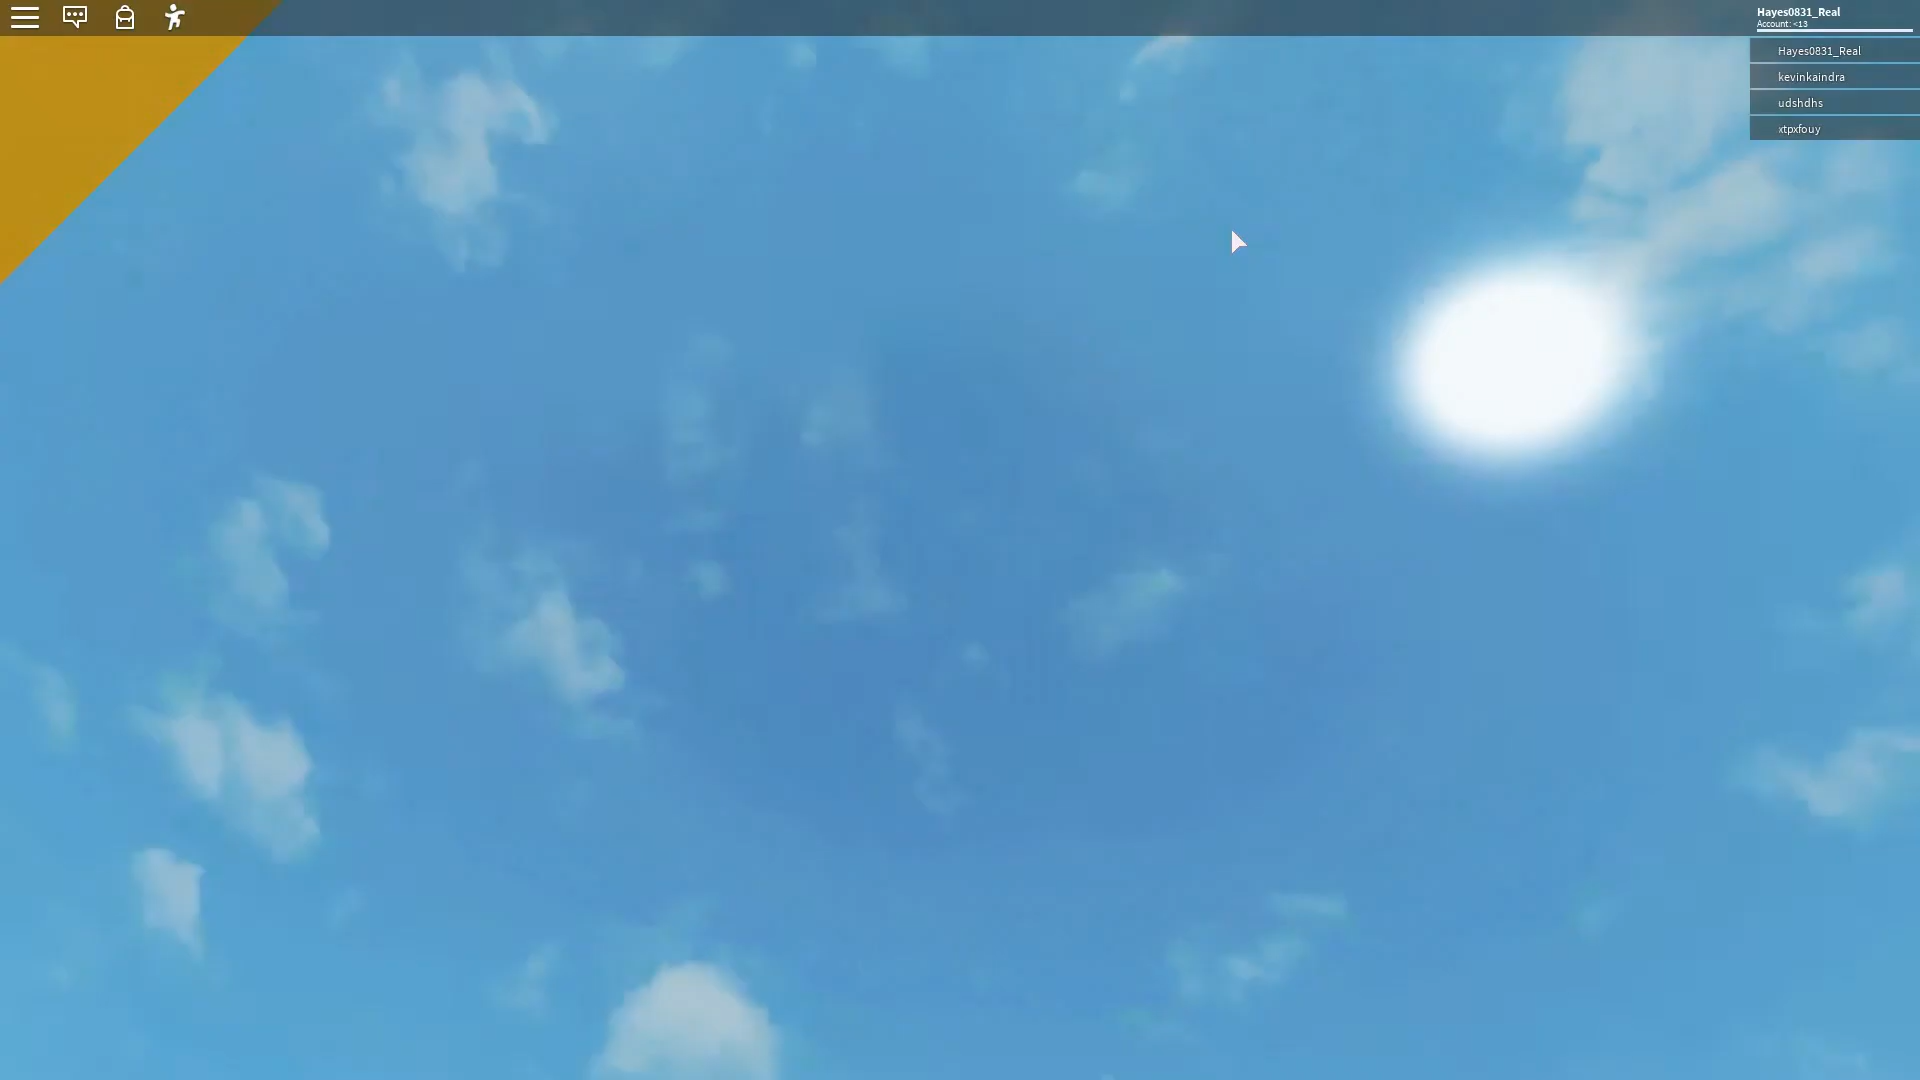 Hayes0831_Real
Account: <13
Hayes0831_Real
kevinkaindra
udshdhs
xtpxfouy